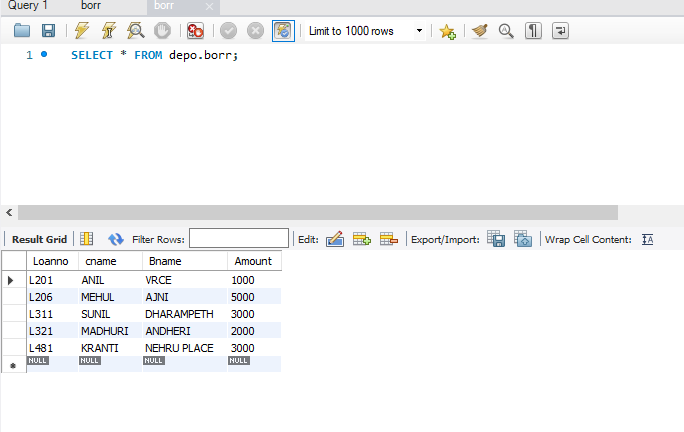 Query 1 borr borr
Limit to 1000 rows
1 SELECT * FROM depo.borr;
Result Grid Filter Rows: Edit: Export/Import: Wrap Cell Content: IA
Loanno cname Bname Amount
L201 ANIL VRCE 1000
L206 MEHUL AJNI 5000
L311 SUNIL DHARAMPETH 3000
L321 MADHURI ANDHERI 2000
L481 KRANTI NEHRU PLACE 3000
NULL NULL NULL NULL